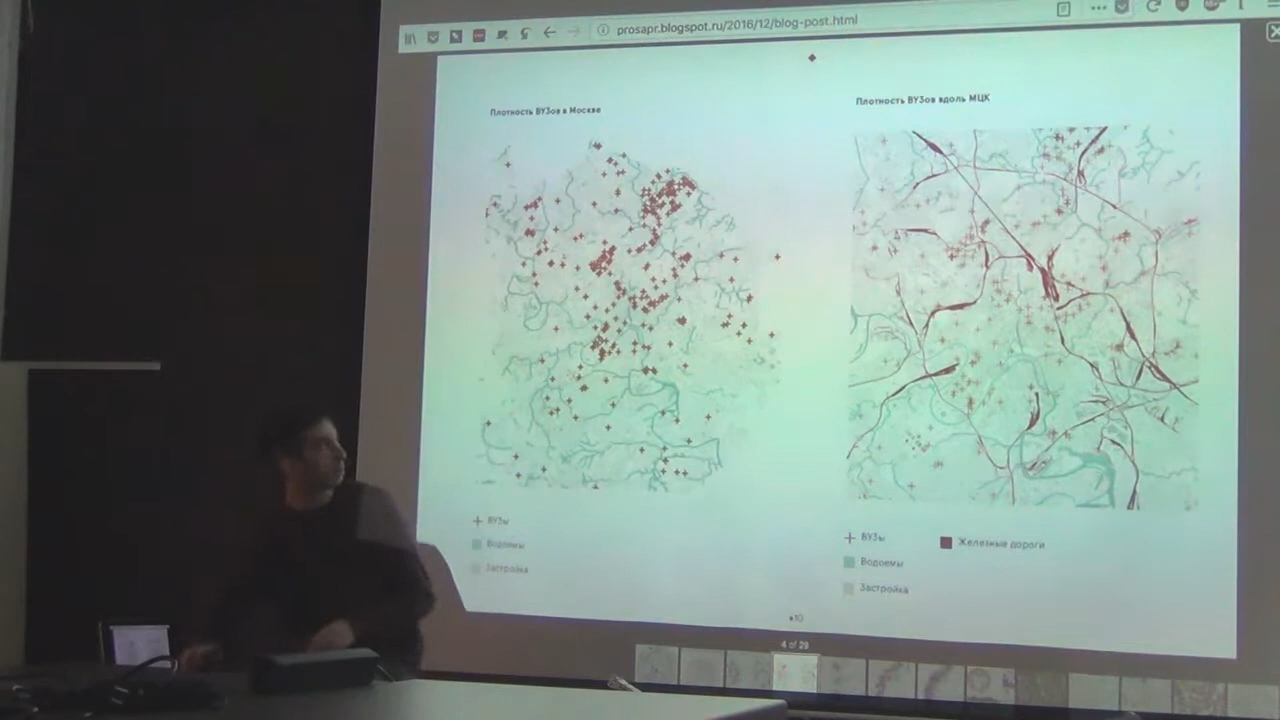 prosapr.blogspot.ru/2016/12/blog-post.html
Плотность ВУЗов в Москве
Плотность ВУЗов вдоль МЦК
ВУЗы
Водоемы
Застройка
ВУЗы
Железные дороги
Водоемы
Застройка
10
4 of 29